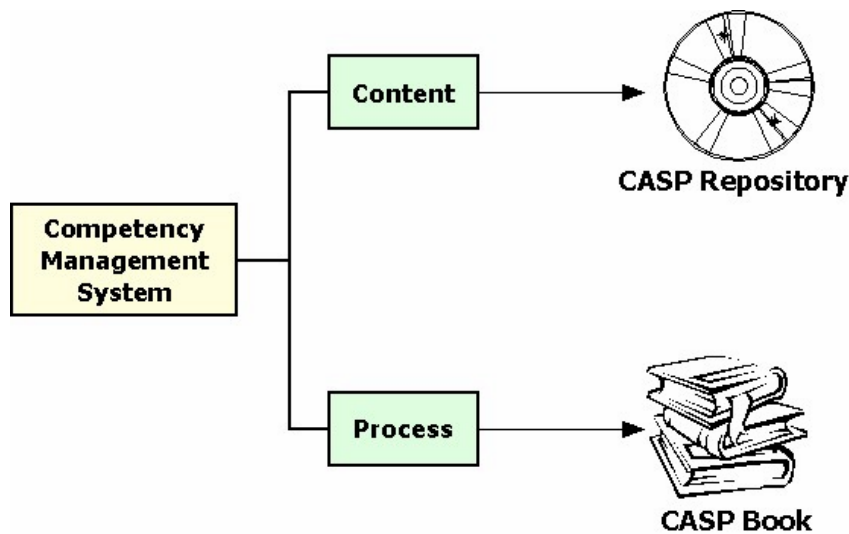 Content
CASP Repository
Competency
Management
System
Process
CASP Book